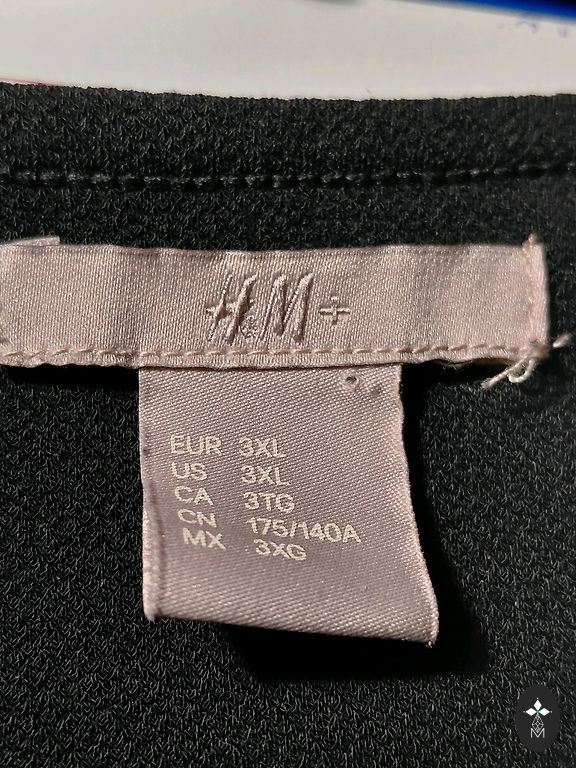 H&M+
EUR 3XL
US 3XL
CA 3TG
CN 175/140A
MX 3XG
M